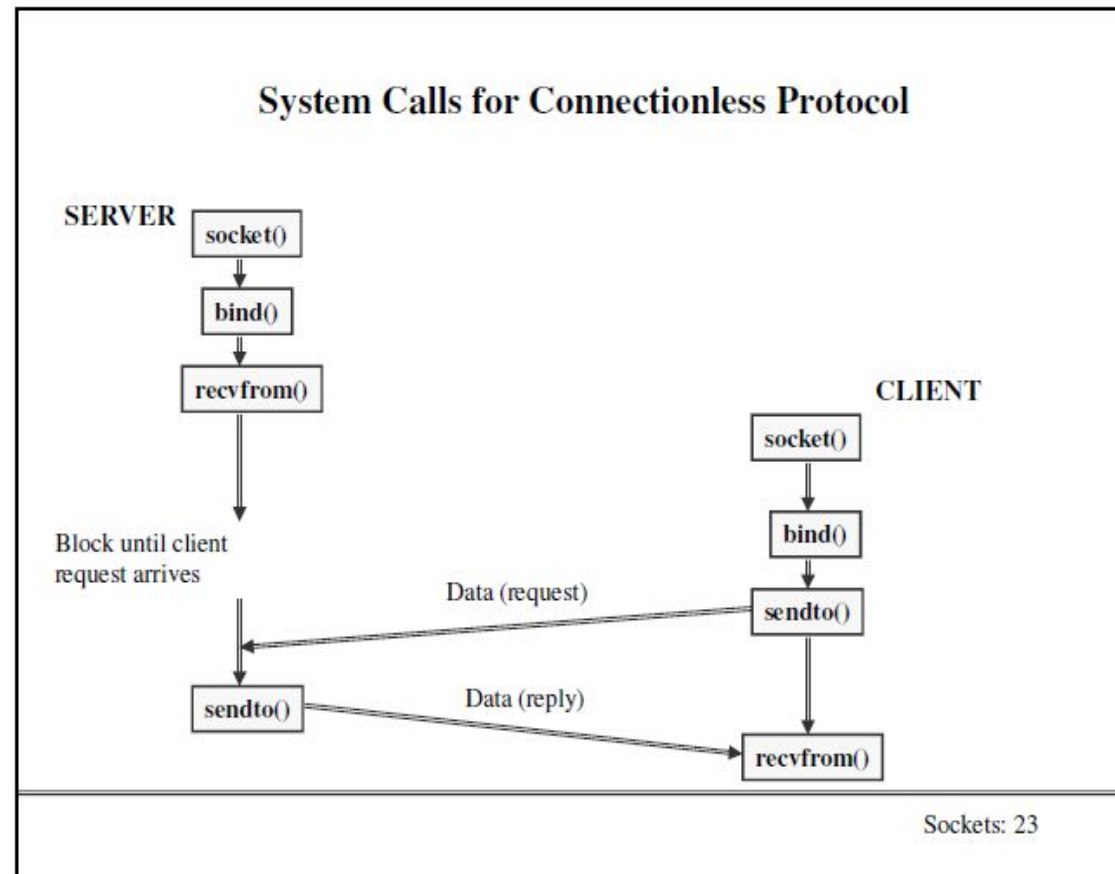 System Calls for Connectionless Protocol
SERVER
socket()
bind()
recvfrom()
CLIENT
socket()
Block until client
request arrives
bind()
Data (request)
sendto()
sendto()
Data (reply)
recvfrom()
Sockets: 23